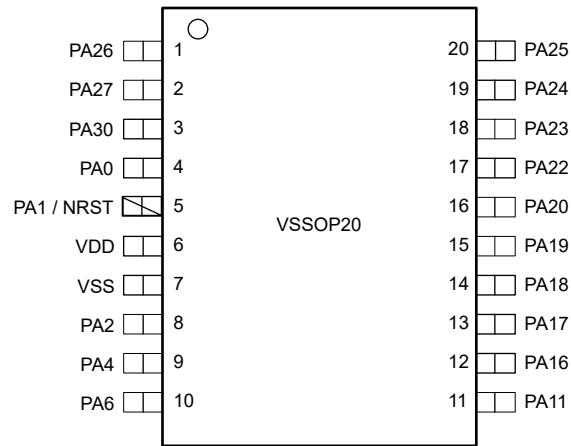 PA26 1 20 PA25
PA27 2 19 PA24
PA30 3 18 PA23
PA0 4 17 PA22
PA1 / NRST 5 16 PA20
VSSOP20
VDD 6 15 PA19
VSS 7 14 PA18
PA2 8 13 PA17
PA4 9 12 PA16
PA6 10 11 PA11